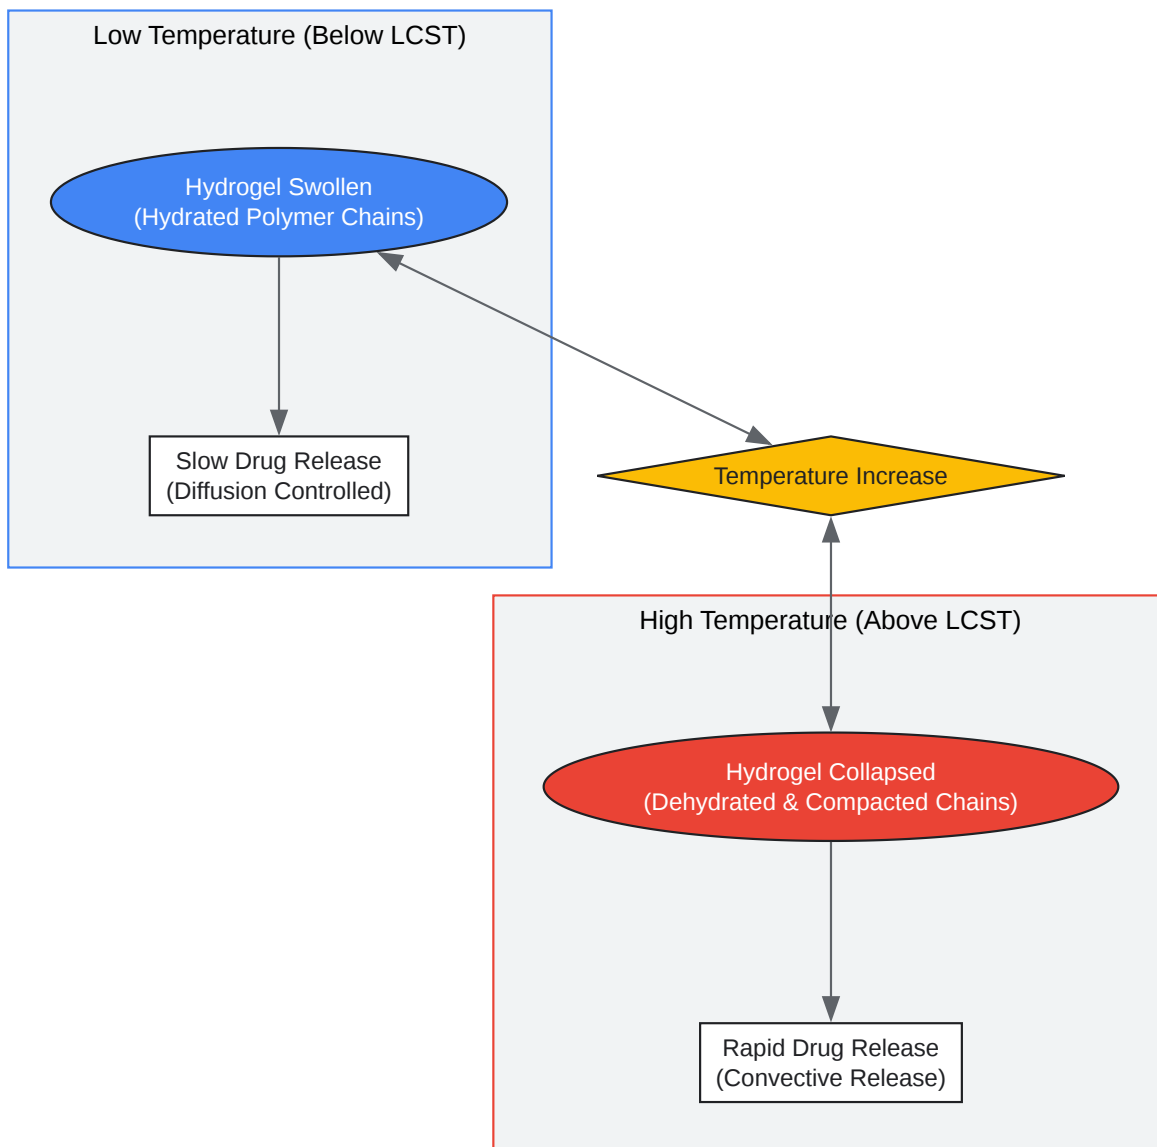 Low Temperature (Below LCST)
Hydrogel Swollen
(Hydrated Polymer Chains)
Slow Drug Release
(Diffusion Controlled)
Temperature Increase
High Temperature (Above LCST)
Hydrogel Collapsed
(Dehydrated & Compacted Chains)
Rapid Drug Release
(Convective Release)